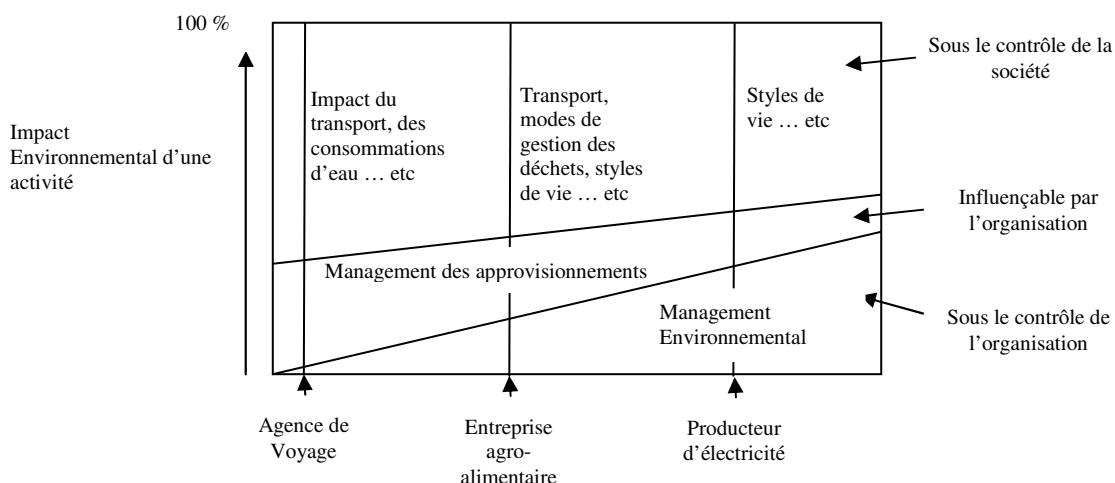 100 %
Impact
Environnemental d'une
activité
Impact du
transport, des
consommations
d'eau … etc
Transport,
modes de
gestion des
déchets, styles
de vie … etc
Styles de
vie … etc
Sous le contrôle de la
société
Influençable par
l'organisation
Management des approvisionnements
Management
Environnemental
Sous le contrôle de
l'organisation
Agence de
Voyage
Entreprise
agro-
alimentaire
Producteur
d'électricité